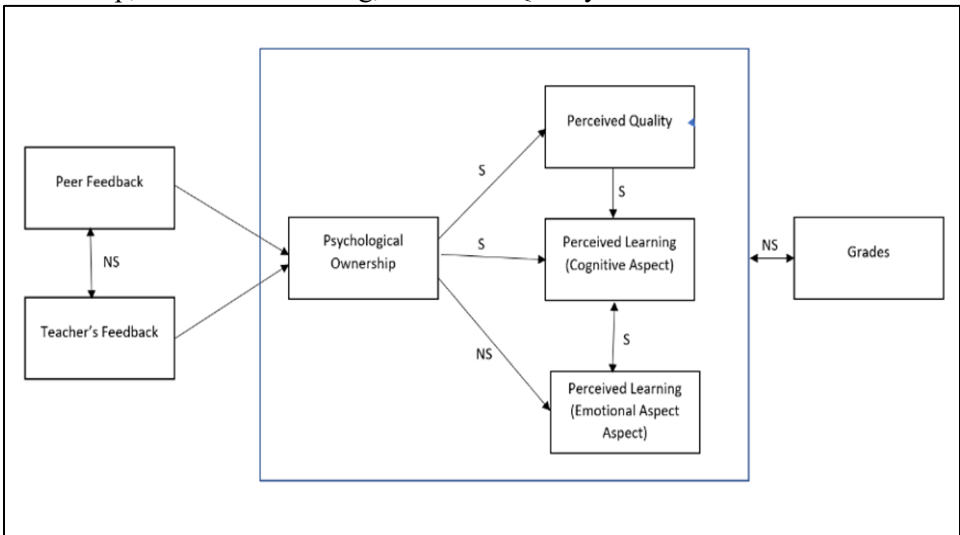 Peer Feedback
NS
Teacher's Feedback
Psychological
Ownership
S
S
NS
Perceived Quality
S
Perceived Learning
(Cognitive Aspect)
S
Perceived Learning
(Emotional Aspect
Aspect)
NS
Grades